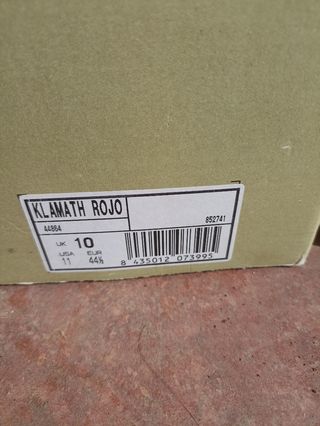 KLAMATH ROJO
44864 852741
UK 10
USA EUR
11 44½
8 435012 073995